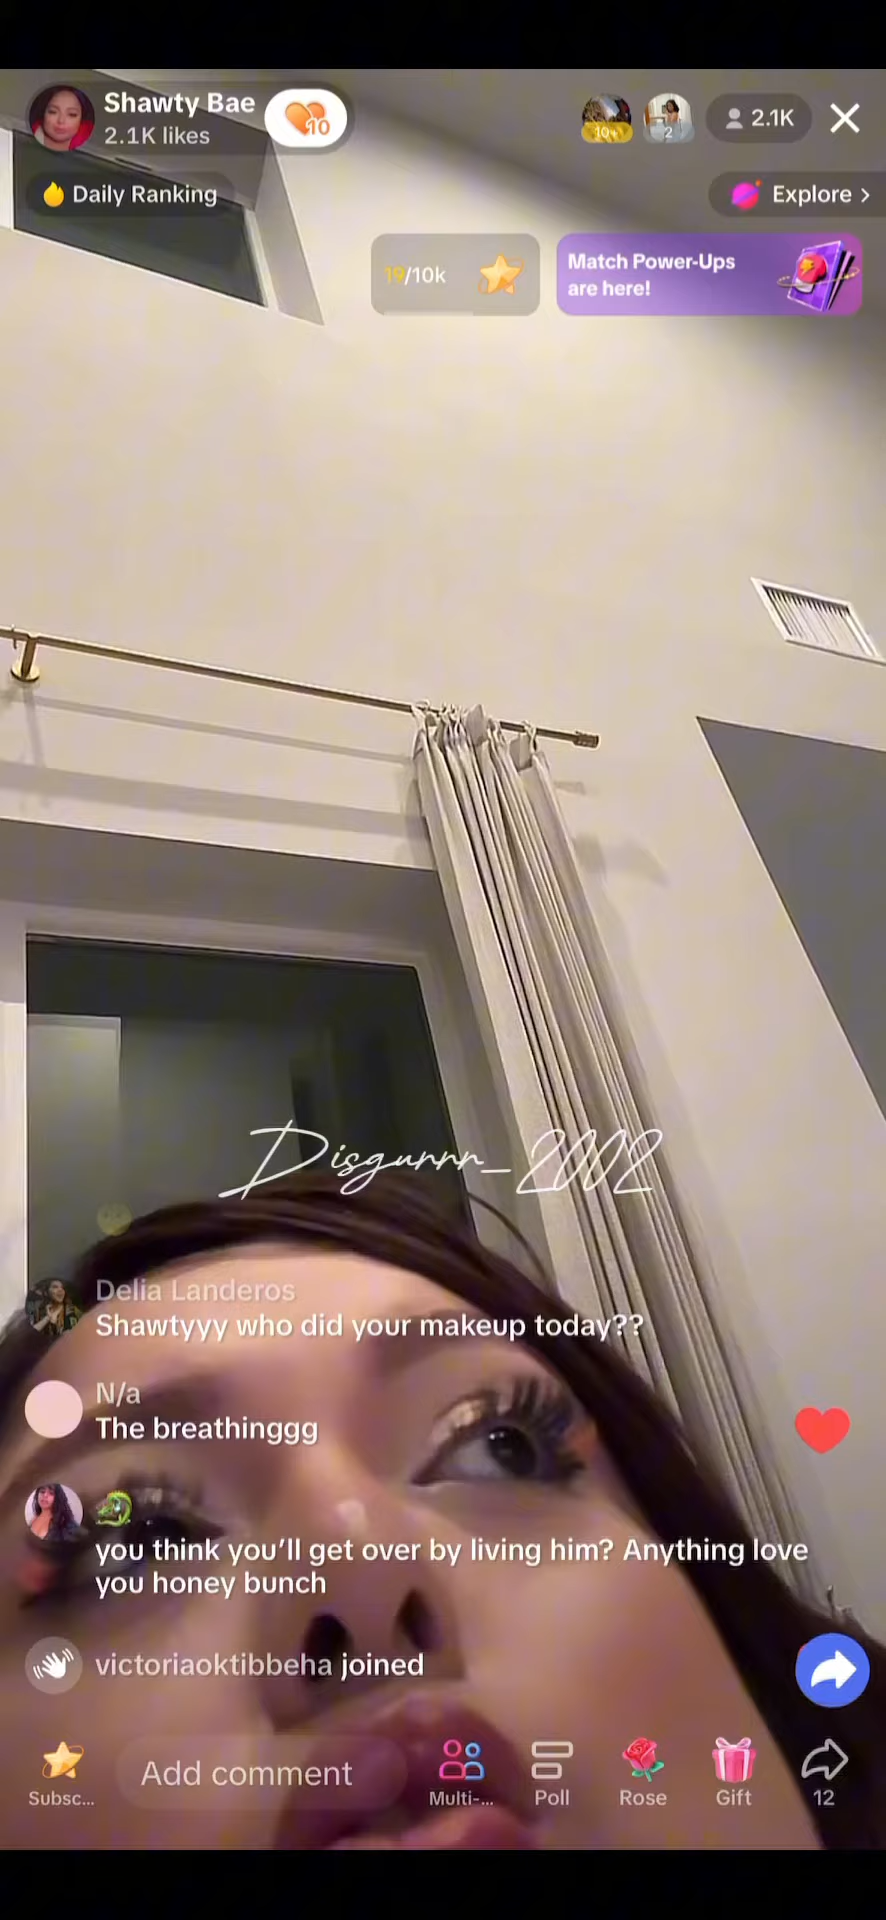 Shawty Bae
2.1K likes
10
10+
2
2.1K
Daily Ranking
Explore >
19/10k
Match Power-Ups
are here!
Disgunnn_2002
Delia Landeros
Shawtyyy who did your makeup today??
N/a
The breathinggg
you think you’ll get over by living him? Anything love
you honey bunch
victoriaoktibbeha joined
Add comment
Subsc...
Multi-...
Poll
Rose
Gift
12